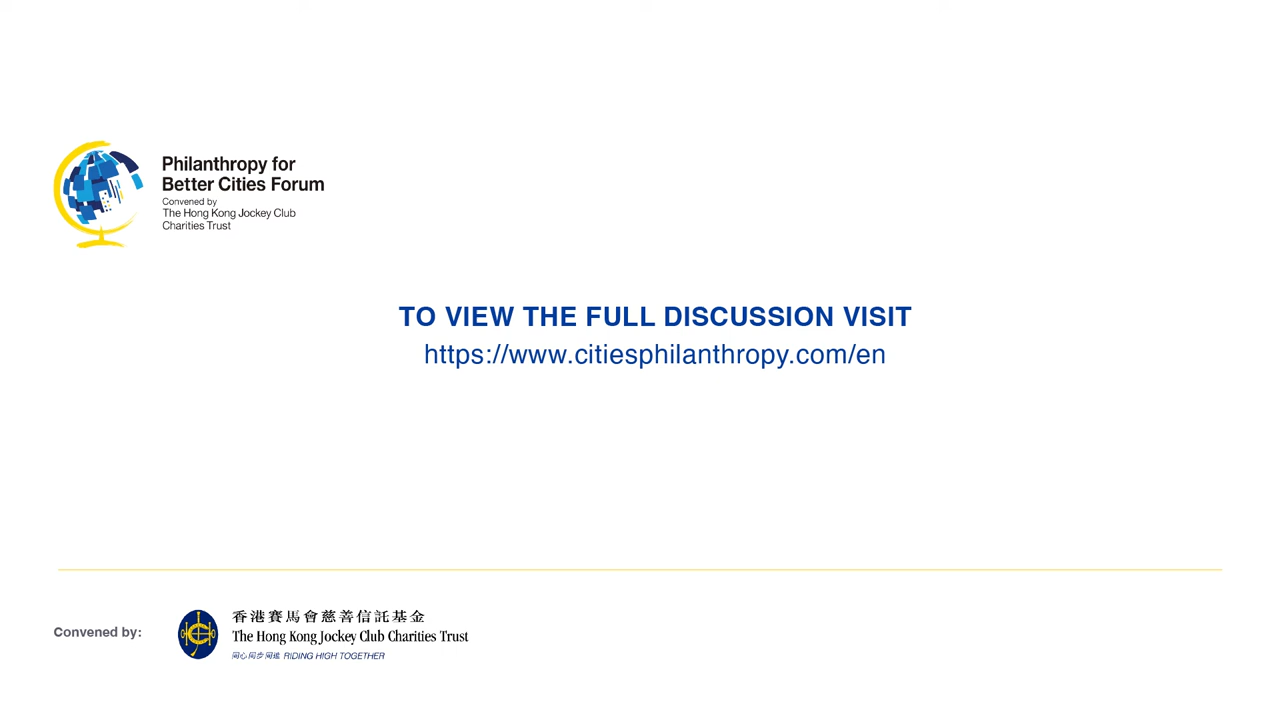 Philanthropy for
Better Cities Forum
Convened by
The Hong Kong Jockey Club
Charities Trust
TO VIEW THE FULL DISCUSSION VISIT
https://www.citiesphilanthropy.com/en
Convened by:
香港賽馬會慈善信託基金
The Hong Kong Jockey Club Charities Trust
同心同步同進 RIDING HIGH TOGETHER